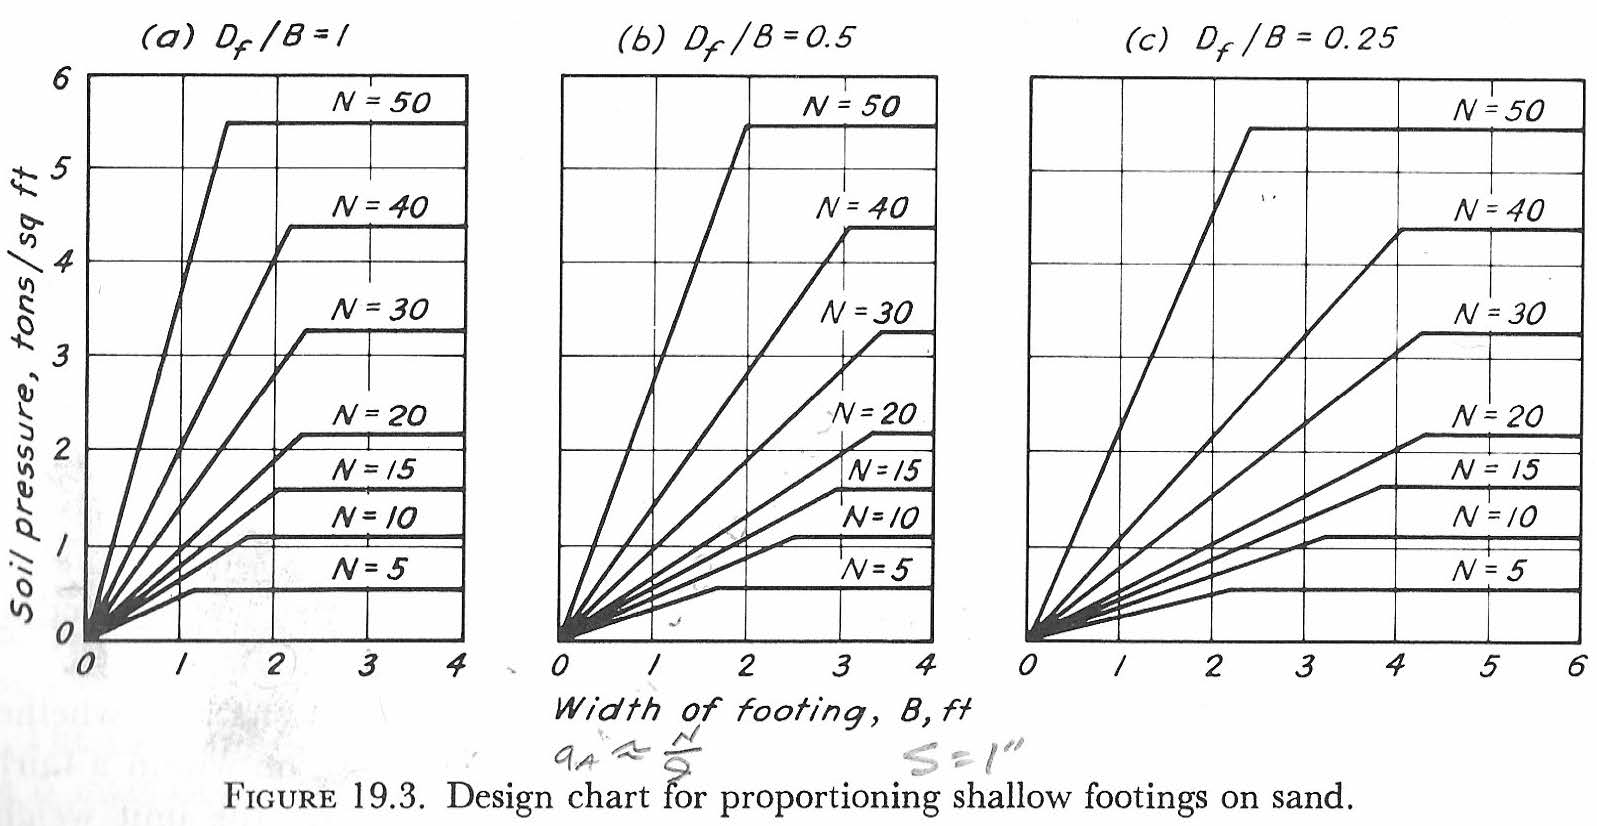 (a) Df/B = 1
(b) Df/B = 0.5
(c) Df/B = 0.25
Soil pressure, tons/sq ft
6
5
4
3
2
1
0
N = 50
N = 40
N = 30
N = 20
N = 15
N = 10
N = 5
0 1 2 3 4
N = 50
N = 40
N = 30
N = 20
N = 15
N = 10
N = 5
0 1 2 3 4
N = 50
N = 40
N = 30
N = 20
N = 15
N = 10
N = 5
0 1 2 3 4 5 6
Width of footing, B, ft
qA ≈ N/9 S = 1"
FIGURE 19.3. Design chart for proportioning shallow footings on sand.